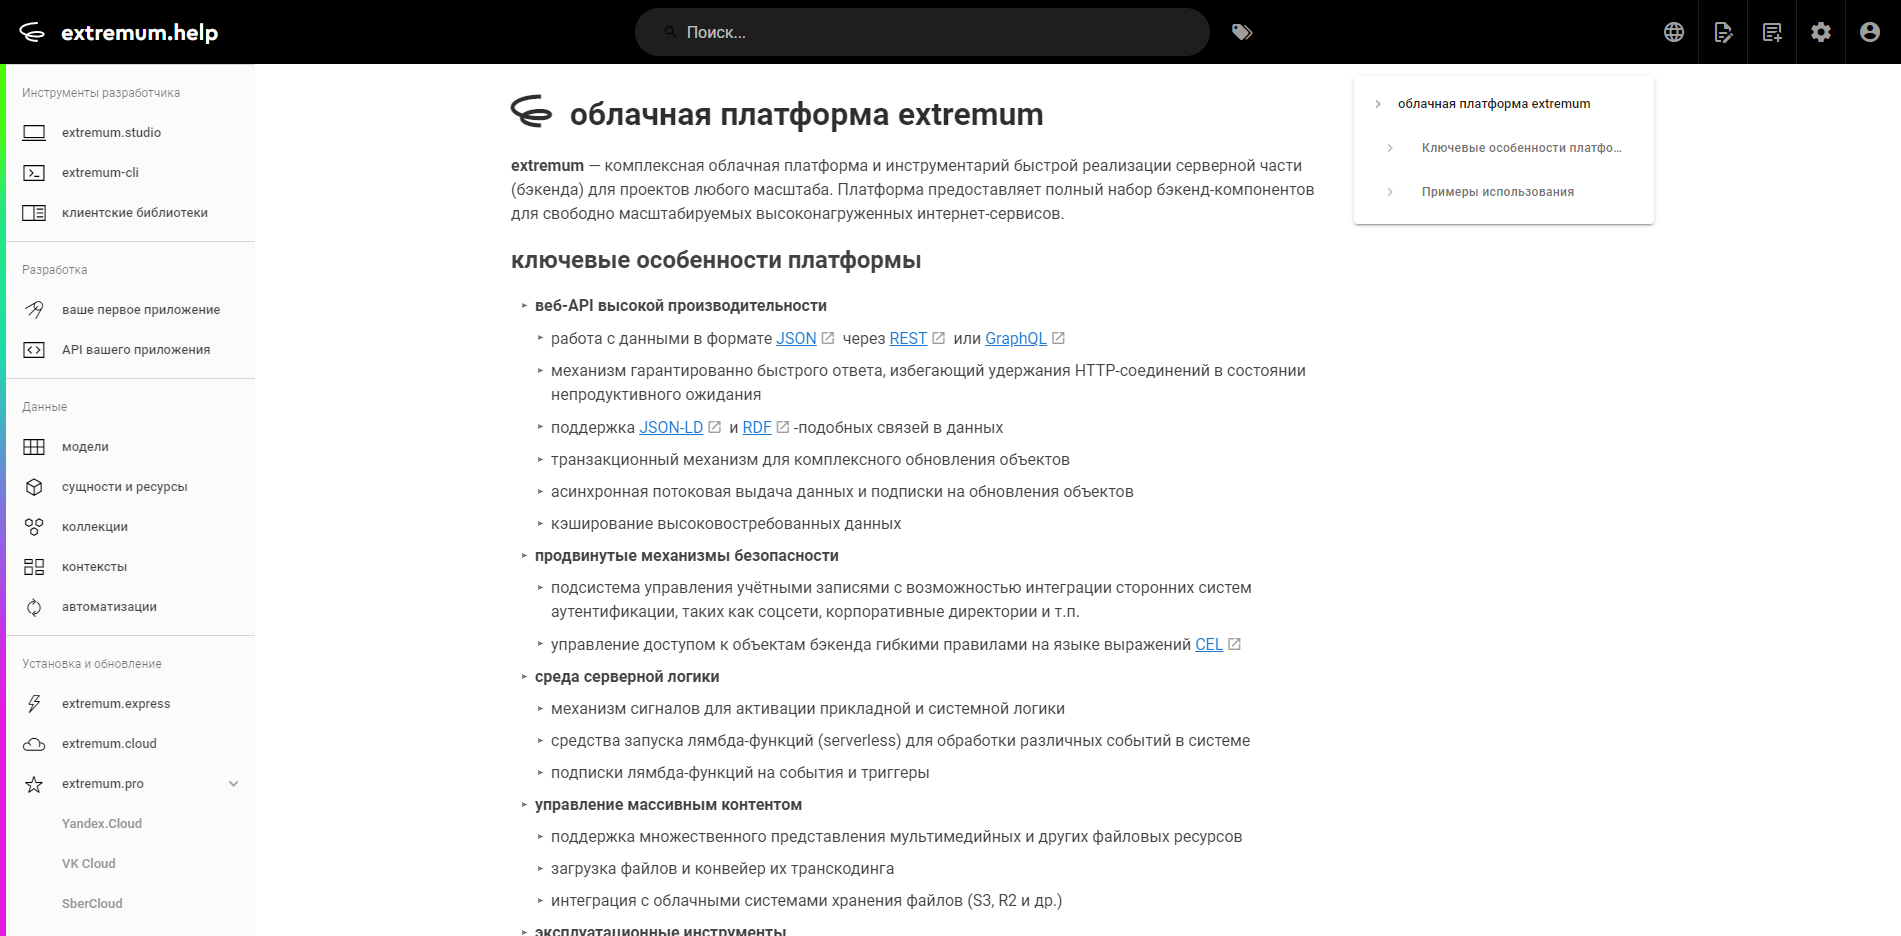 extremum.help
Поиск...
Инструменты разработчика
extremum.studio
extremum-cli
клиентские библиотеки
Разработка
ваше первое приложение
API вашего приложения
Данные
модели
сущности и ресурсы
коллекции
контексты
автоматизации
Установка и обновление
extremum.express
extremum.cloud
extremum.pro
Yandex.Cloud
VK Cloud
SberCloud
облачная платформа extremum
extremum — комплексная облачная платформа и инструментарий быстрой реализации серверной части
(бэкенда) для проектов любого масштаба. Платформа предоставляет полный набор бэкенд-компонентов
для свободно масштабируемых высоконагруженных интернет-сервисов.
ключевые особенности платформы
веб-API высокой производительности
работа с данными в формате JSON через REST или GraphQL
механизм гарантированно быстрого ответа, избегающий удержания HTTP-соединений в состоянии
непродуктивного ожидания
поддержка JSON-LD и RDF -подобных связей в данных
транзакционный механизм для комплексного обновления объектов
асинхронная потоковая выдача данных и подписки на обновления объектов
кэширование высоковостребованных данных
продвинутые механизмы безопасности
подсистема управления учётными записями с возможностью интеграции сторонних систем
аутентификации, таких как соцсети, корпоративные директории и т.п.
управление доступом к объектам бэкенда гибкими правилами на языке выражений CEL
среда серверной логики
механизм сигналов для активации прикладной и системной логики
средства запуска лямбда-функций (serverless) для обработки различных событий в системе
подписки лямбда-функций на события и триггеры
управление массивным контентом
поддержка множественного представления мультимедийных и других файловых ресурсов
загрузка файлов и конвейер их транскодинга
интеграция с облачными системами хранения файлов (S3, R2 и др.)
эксплуатационные инструменты
облачная платформа extremum
Ключевые особенности платфо...
Примеры использования